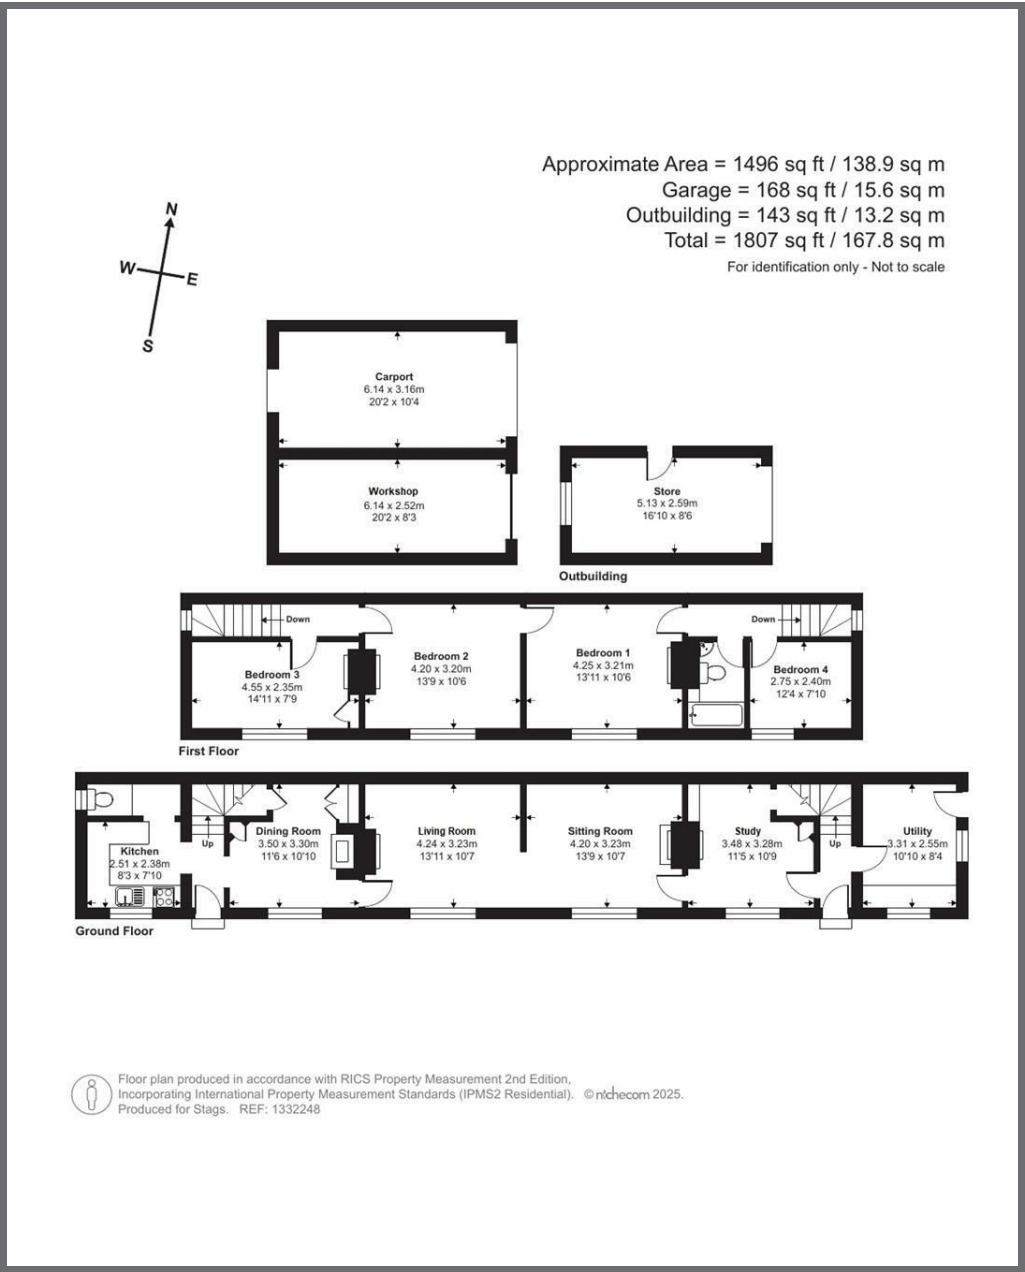 Approximate Area = 1496 sq ft / 138.9 sq m
Garage = 168 sq ft / 15.6 sq m
Outbuilding = 143 sq ft / 13.2 sq m
Total = 1807 sq ft / 167.8 sq m
For identification only - Not to scale
N
W
E
S
Carport
6.14 x 3.16m
20'2 x 10'4
Workshop
6.14 x 2.52m
20'2 x 8'3
Store
5.13 x 2.59m
16'10 x 8'6
Outbuilding
Down
Bedroom 3
4.55 x 2.35m
14'11 x 7'9
Bedroom 2
4.20 x 3.20m
13'9 x 10'6
Bedroom 1
4.25 x 3.21m
13'11 x 10'6
Down
Bedroom 4
2.75 x 2.40m
12'4 x 7'10
First Floor
Kitchen
2.51 x 2.38m
8'3 x 7'10
Up
Dining Room
3.50 x 3.30m
11'6 x 10'10
Living Room
4.24 x 3.23m
13'11 x 10'7
Sitting Room
4.20 x 3.23m
13'9 x 10'7
Study
3.48 x 3.28m
11'5 x 10'9
Up
Utility
3.31 x 2.55m
10'10 x 8'4
Ground Floor
Floor plan produced in accordance with RICS Property Measurement 2nd Edition,
Incorporating International Property Measurement Standards (IPMS2 Residential). © nichecom 2025.
Produced for Stags. REF: 1332248